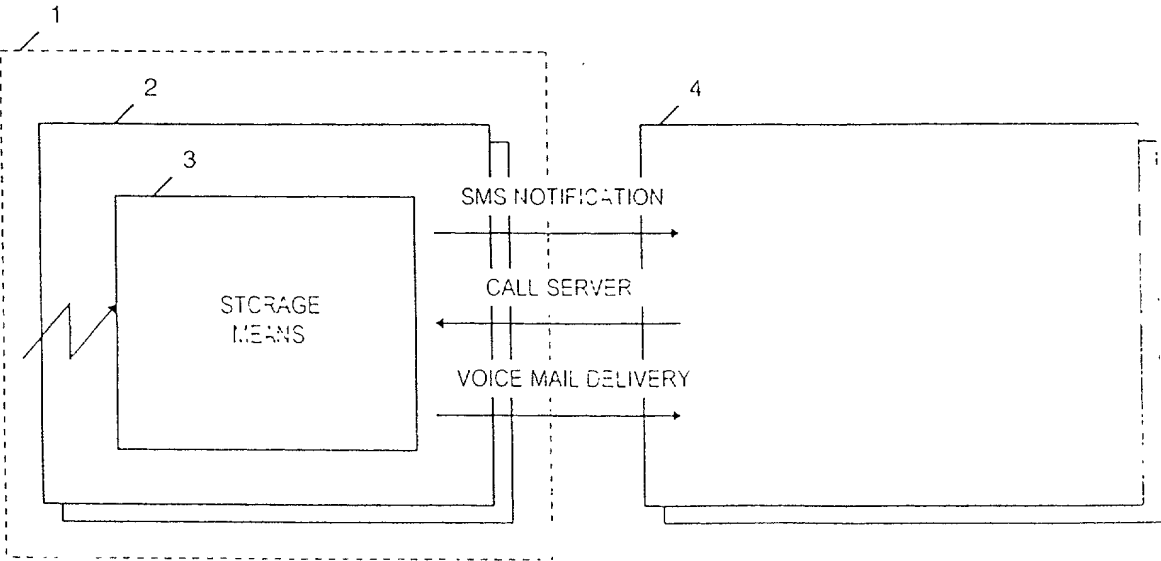 1
2
4
3
SMS NOTIFICATION
CALL SERVER
STORAGE
MEANS
VOICE MAIL DELIVERY